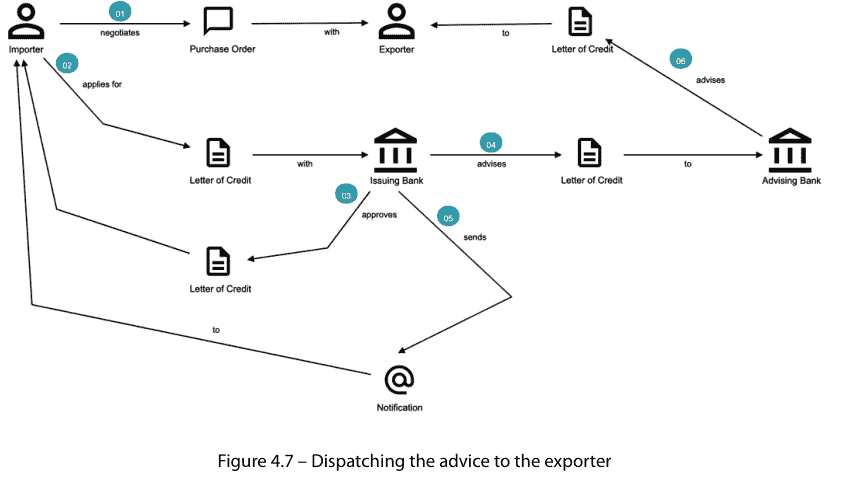 01
negotiates
with
to
Importer
Purchase Order
Exporter
Letter of Credit
02
applies for
06
advises
04
with
advises
to
Letter of Credit
Issuing Bank
Letter of Credit
Advising Bank
03
approves
05
sends
Letter of Credit
to
Notification
Figure 4.7 – Dispatching the advice to the exporter